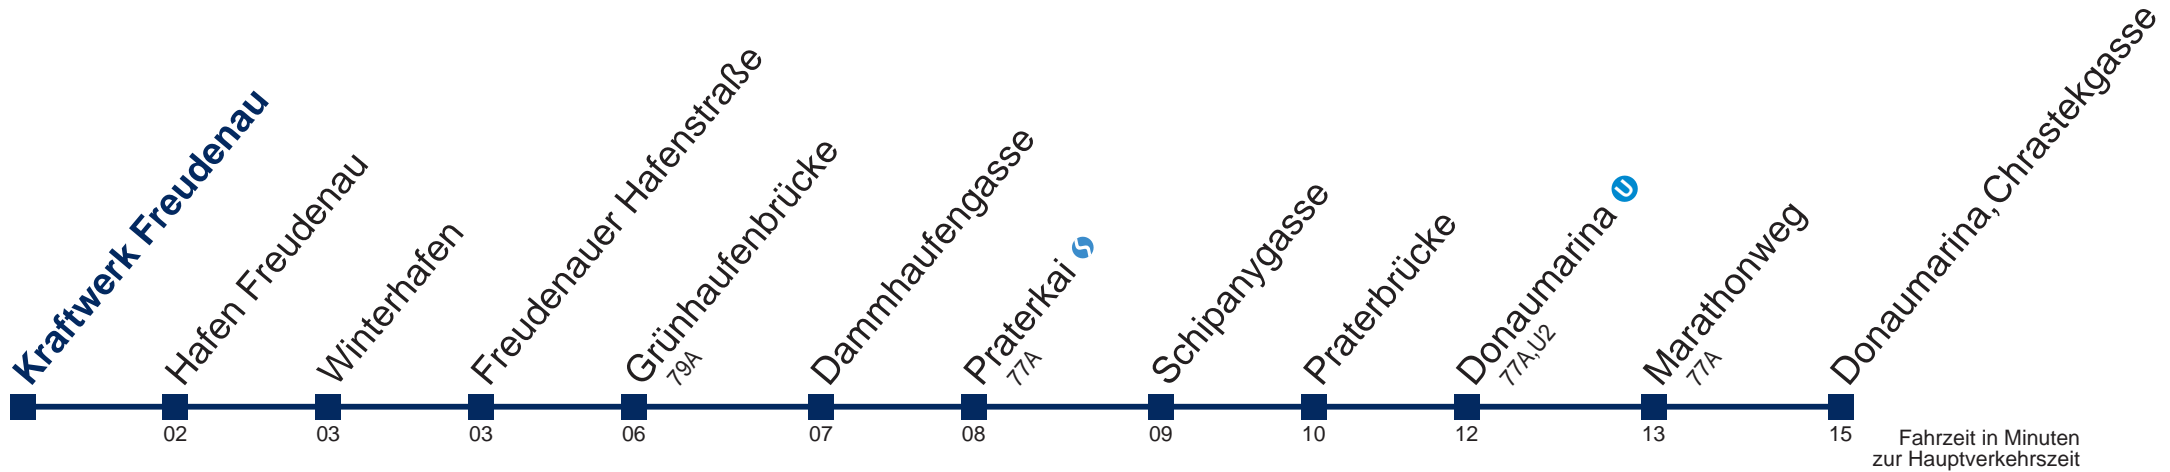 Kraftwerk Freudenau
Hafen Freudenau
Winterhafen
Freudenauer Hafenstraße
Grünhaufenbrücke
79A
Dammhaufengasse
Praterkai S
77A
Schipanygasse
Praterbrücke
Donaumarina U
77A,U2
Marathonweg
77A
Donaumarina, Chrastekgasse
02 03 03 06 07 08 09 10 12 13 15
Fahrzeit in Minuten
zur Hauptverkehrszeit